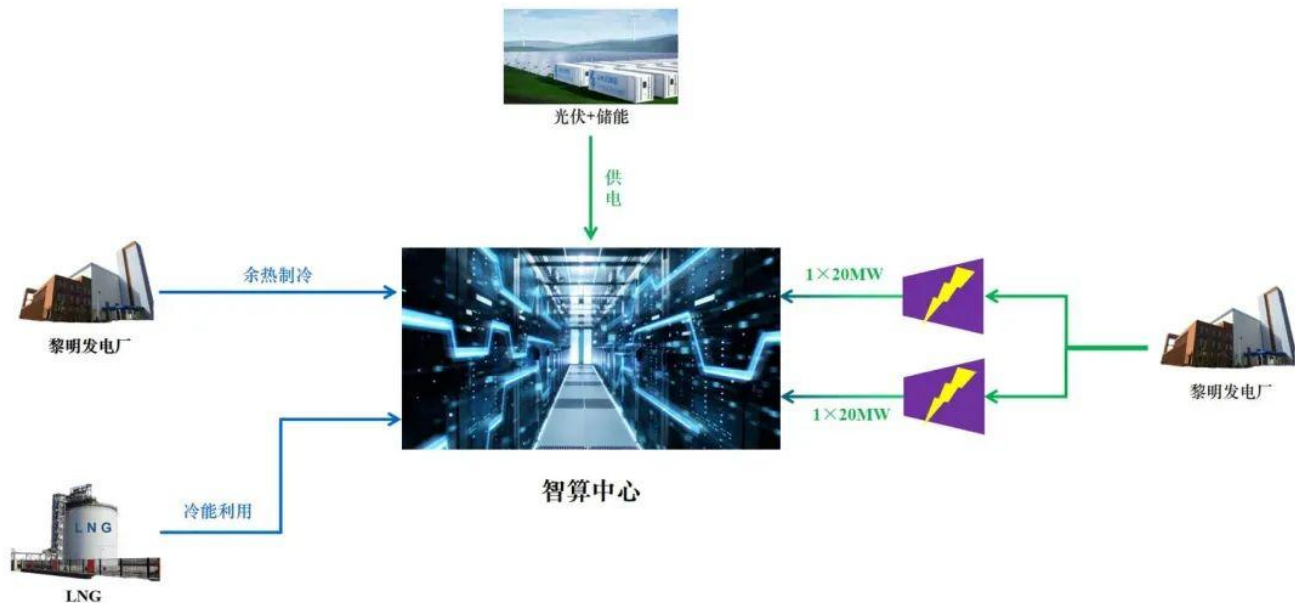 光伏+储能
供电
余热制冷
1×20MW
黎明发电厂
1×20MW
黎明发电厂
智算中心
冷能利用
LNG
LNG